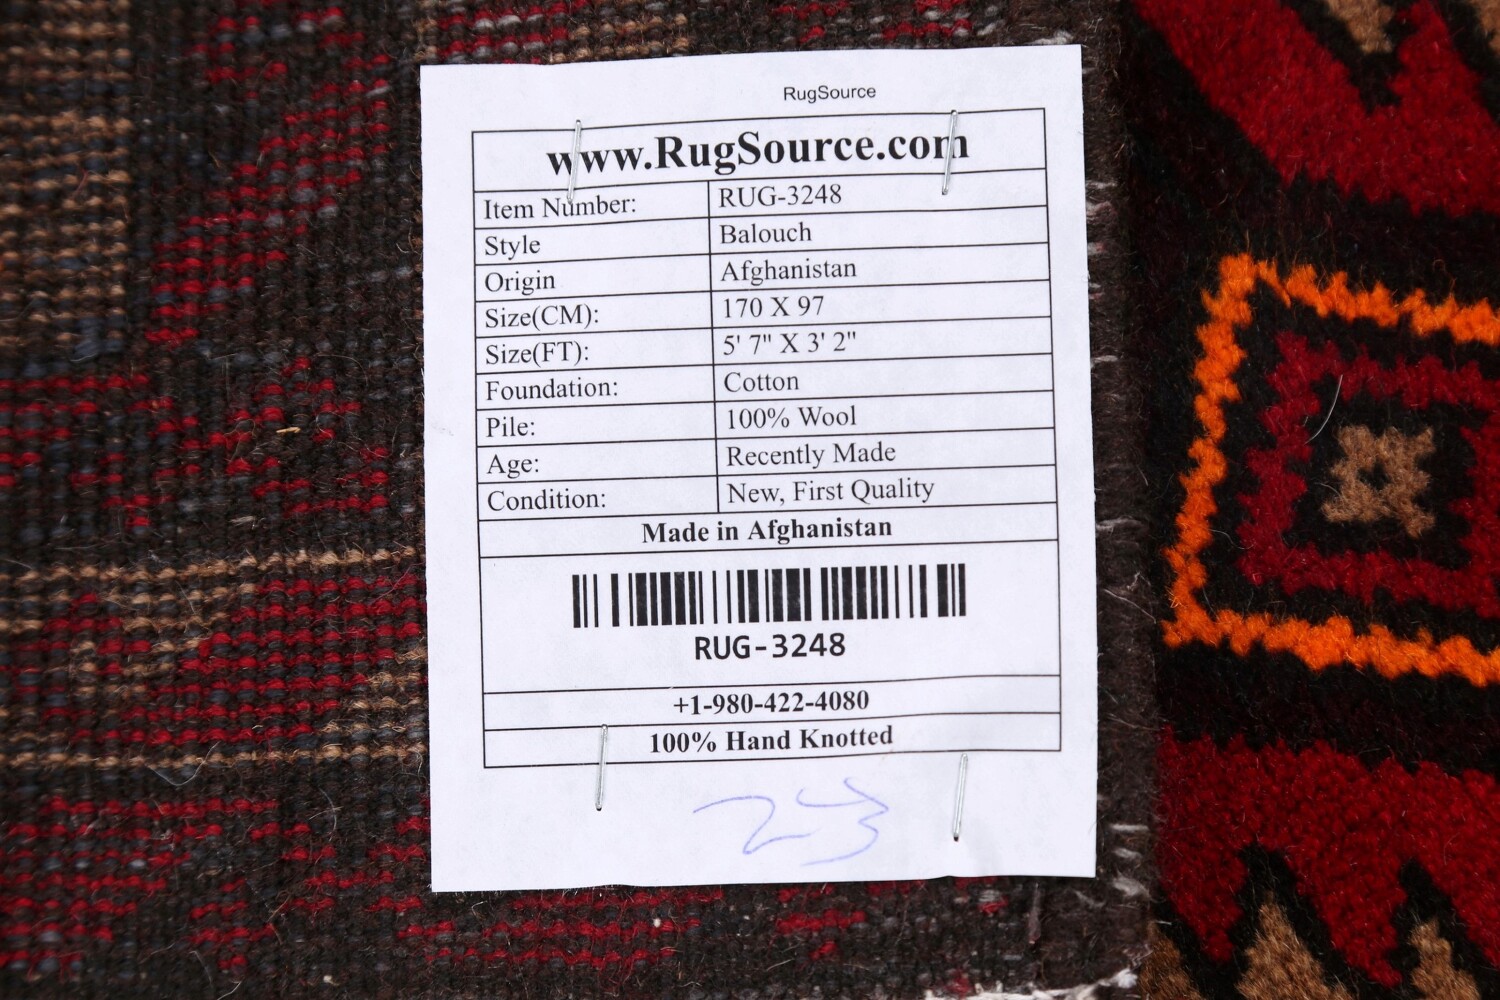 RugSource
www.RugSource.com
Item Number: RUG-3248
Style Balouch
Origin Afghanistan
Size(CM): 170 X 97
Size(FT): 5' 7" X 3' 2"
Foundation: Cotton
Pile: 100% Wool
Age: Recently Made
Condition: New, First Quality
Made in Afghanistan
RUG-3248
+1-980-422-4080
100% Hand Knotted
23